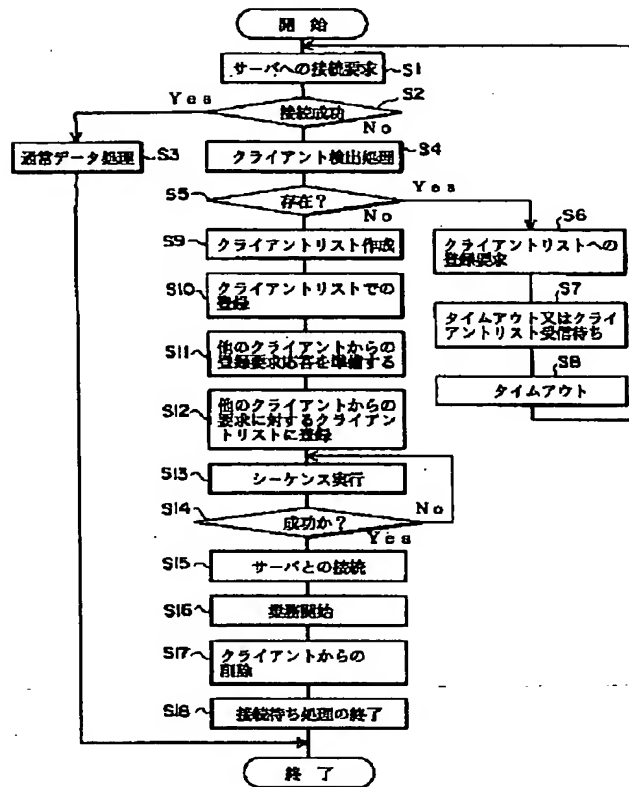 開始
サーバへの接続要求
S1
Yes
接続成功
S2
No
通常データ処理
S3
クライアント検出処理
S4
S5
存在?
Yes
No
S6
クライアントリストへの
登録要求
S9
クライアントリスト作成
S7
タイムアウト又はクライ
アントリスト受信待ち
S10
クライアントリストでの
登録
S8
タイムアウト
S11
他のクライアントからの
登録要求応答を準備する
S12
他のクライアントからの
要求に対するクライアン
トリストに登録
S13
シーケンス実行
S14
成功か?
No
Yes
S15
サーバとの接続
S16
業務開始
S17
クライアントからの
削除
S18
接続待ち処理の終了
終了